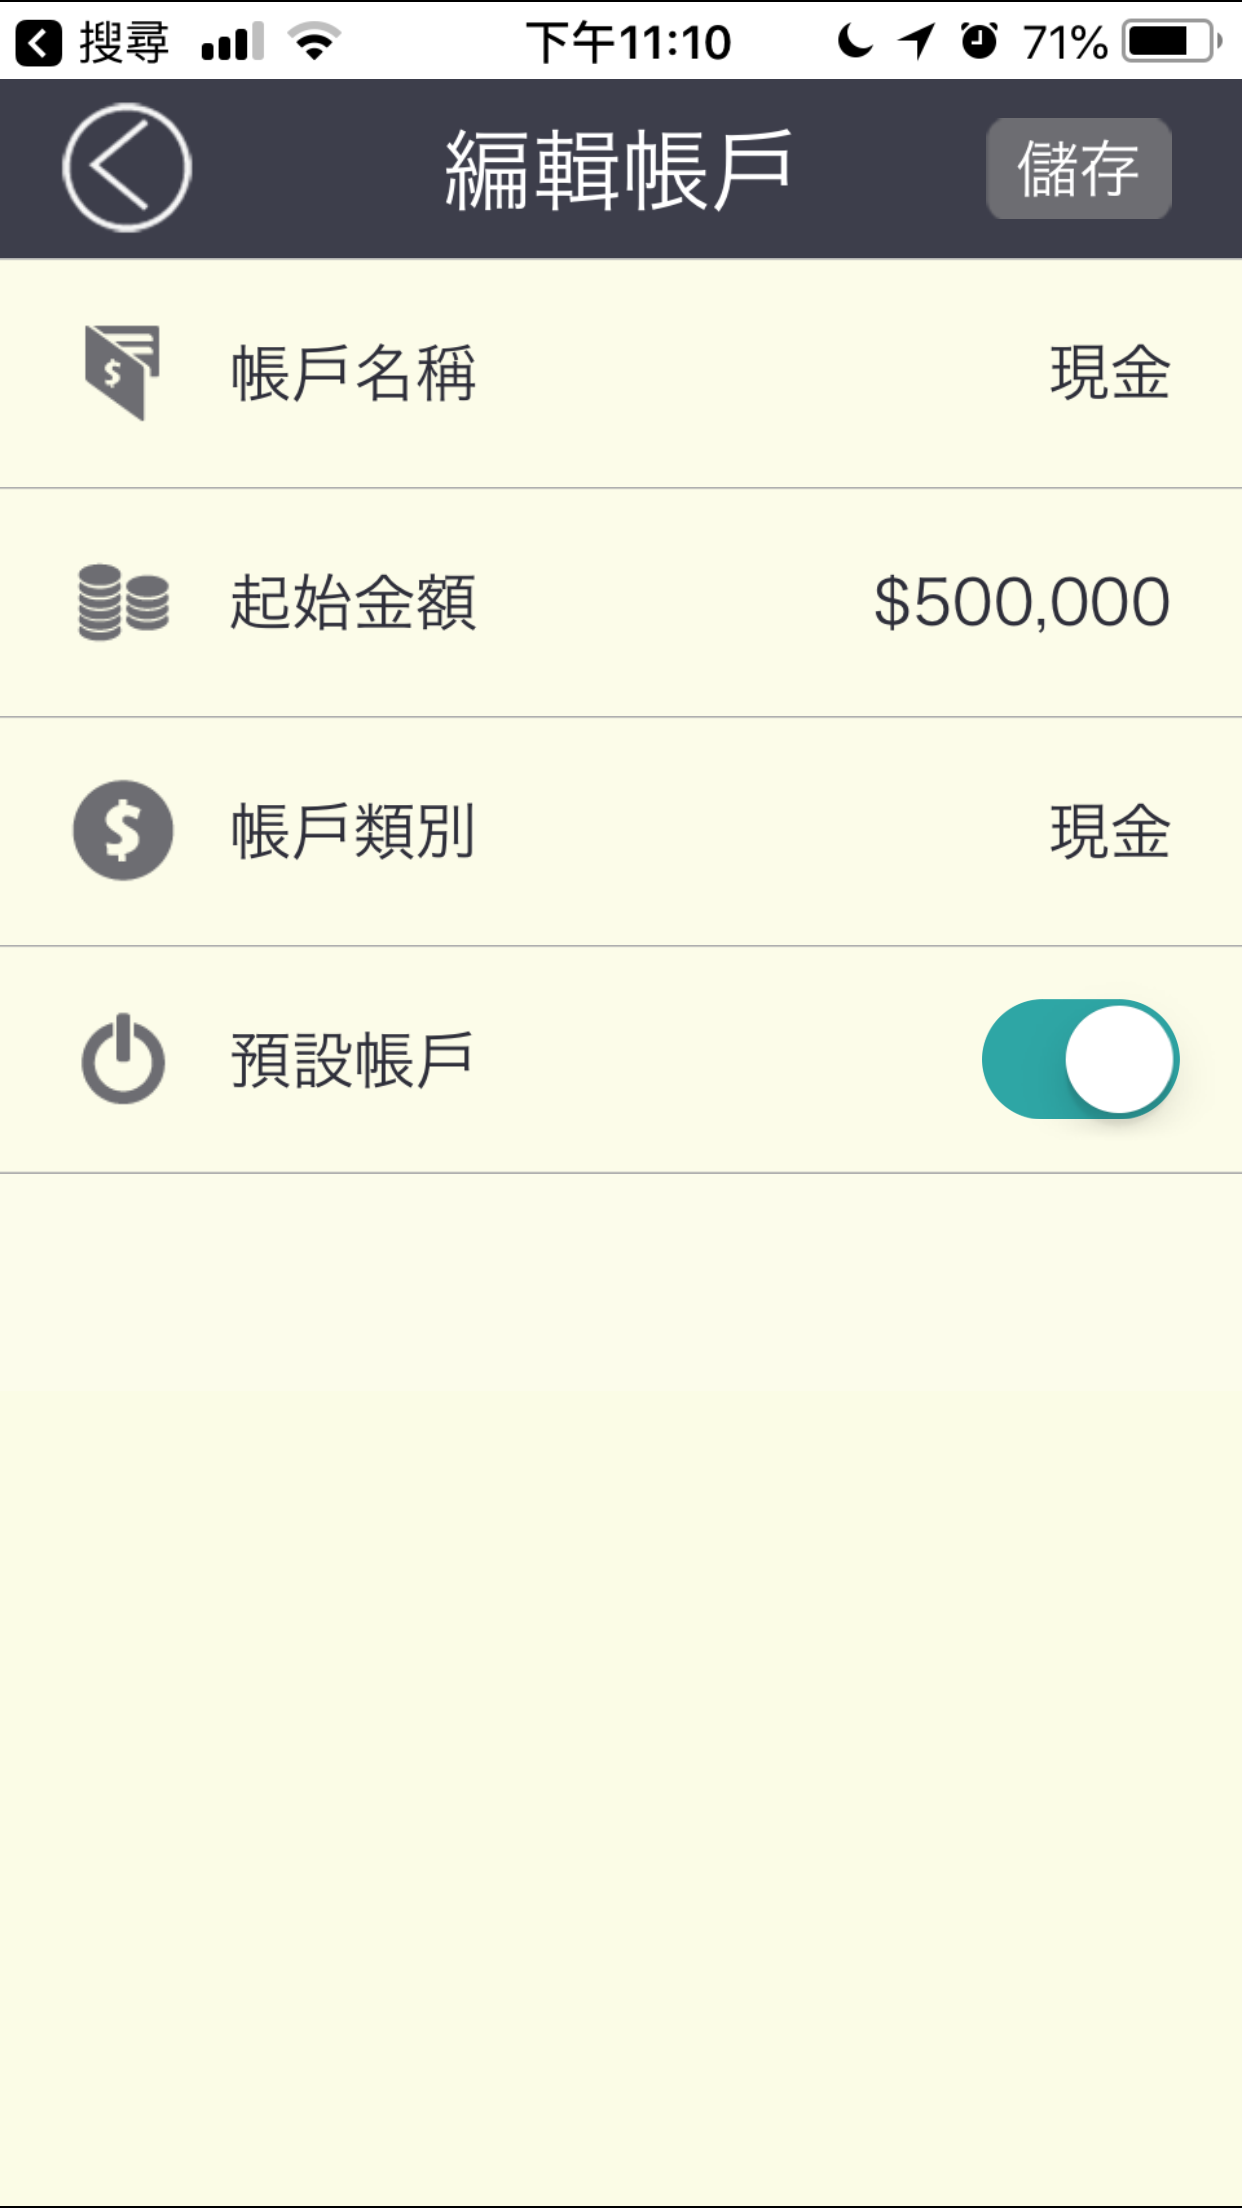 搜尋 下午11:10 71%
編輯帳戶 儲存
帳戶名稱 現金
起始金額 $500,000
帳戶類別 現金
預設帳戶